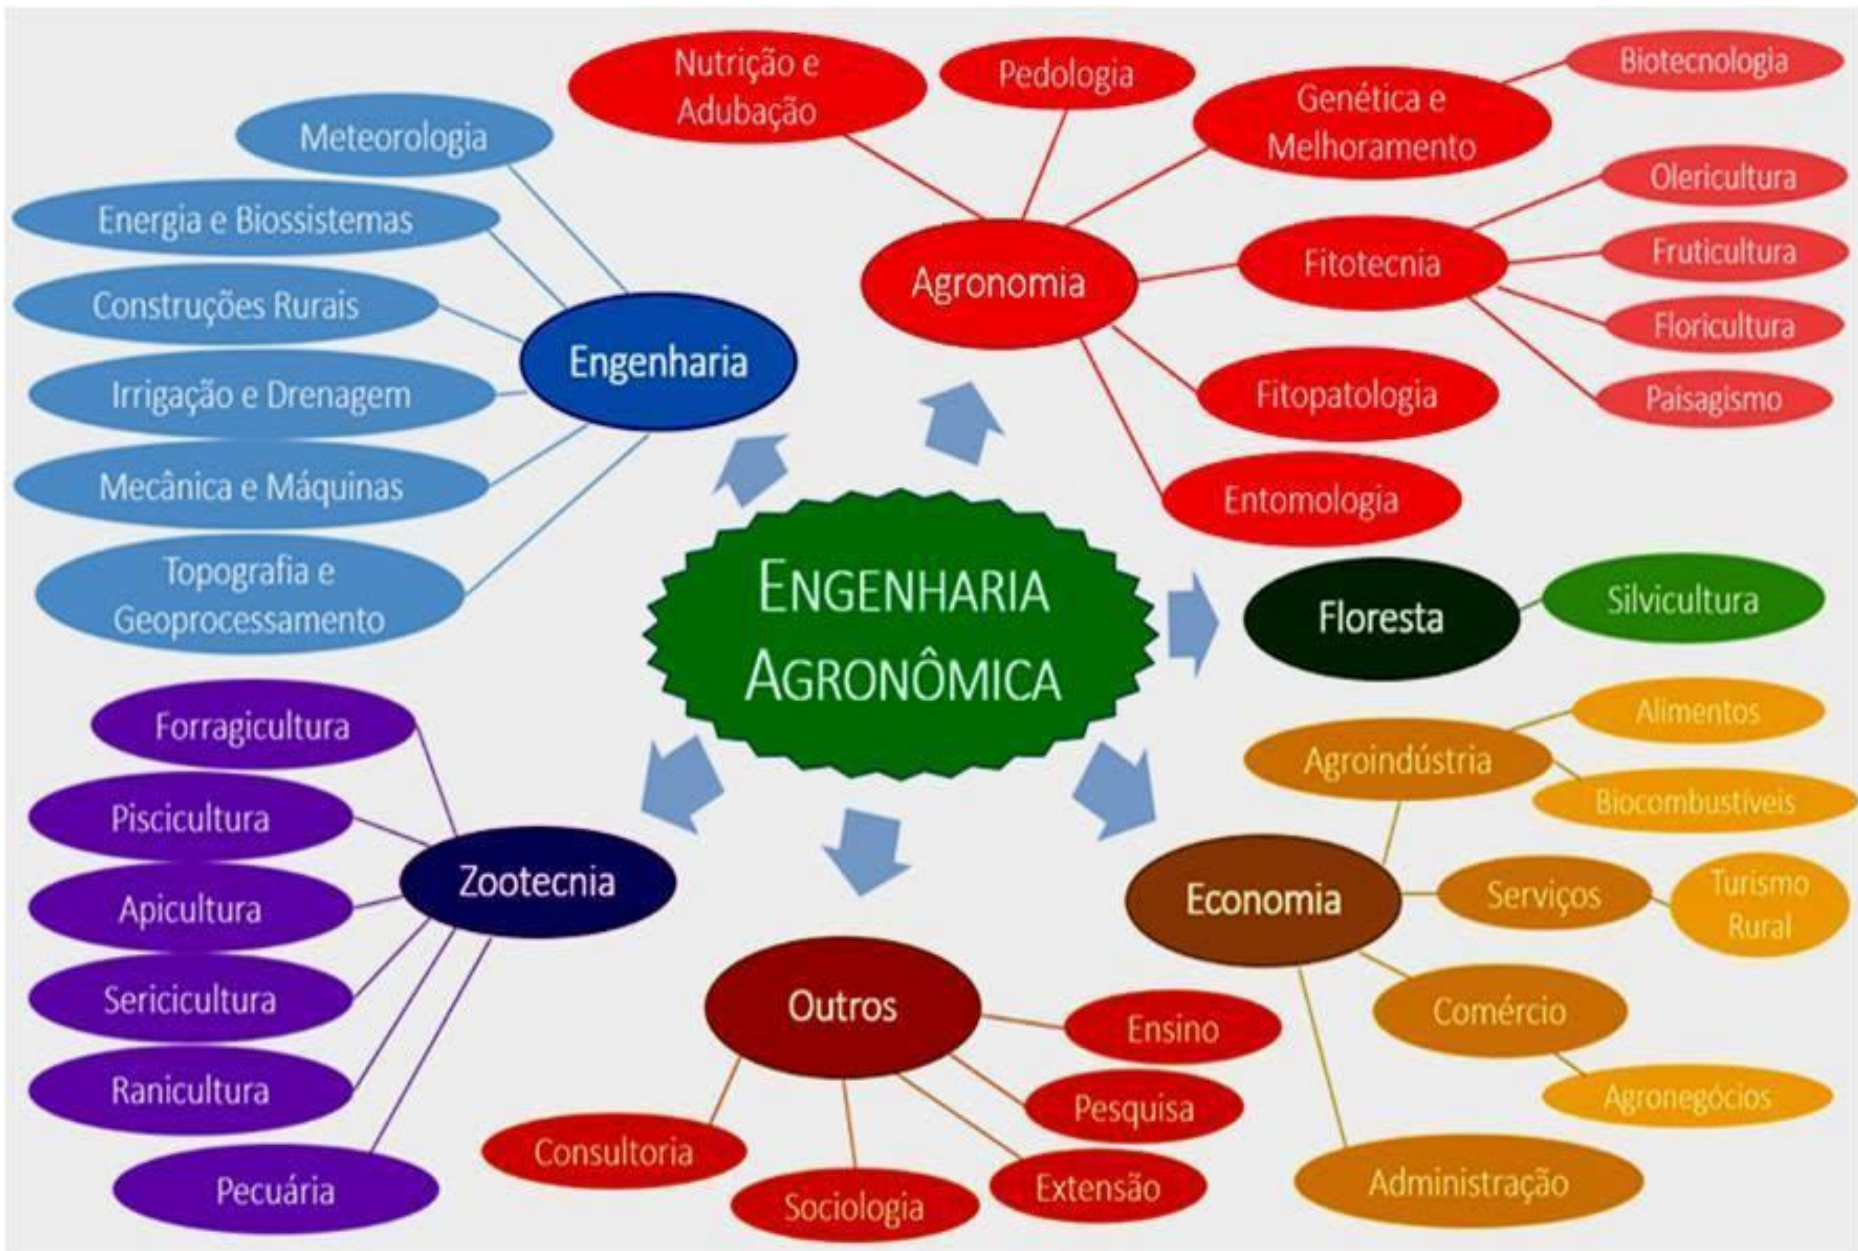 ENGENHARIA
AGRONÔMICA
Engenharia
Meteorologia
Energia e Biossistemas
Construções Rurais
Irrigação e Drenagem
Mecânica e Máquinas
Topografia e
Geoprocessamento
Agronomia
Nutrição e
Adubação
Pedologia
Genética e
Melhoramento
Biotecnologia
Fitotecnia
Olericultura
Fruticultura
Floricultura
Paisagismo
Fitopatologia
Entomologia
Floresta
Silvicultura
Economia
Agroindústria
Alimentos
Biocombustíveis
Serviços
Turismo
Rural
Comércio
Agronegócios
Administração
Outros
Ensino
Pesquisa
Extensão
Sociologia
Consultoria
Zootecnia
Forragicultura
Piscicultura
Apicultura
Sericicultura
Ranicultura
Pecuária